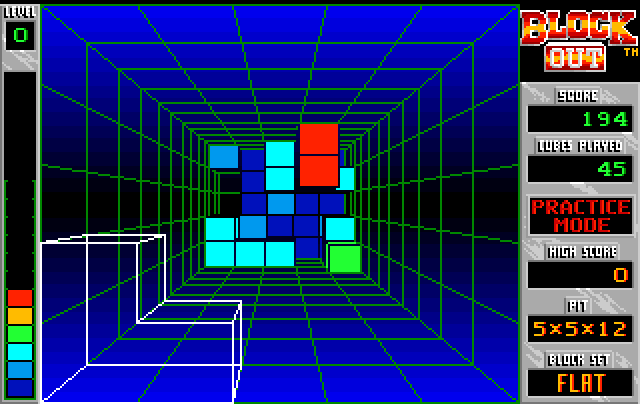 LEVEL
0
BLOCK
OUT
TM
SCORE
194
CUBES PLAYED
45
PRACTICE
MODE
HIGH SCORE
0
PIT
5×5×12
BLOCK SET
FLAT